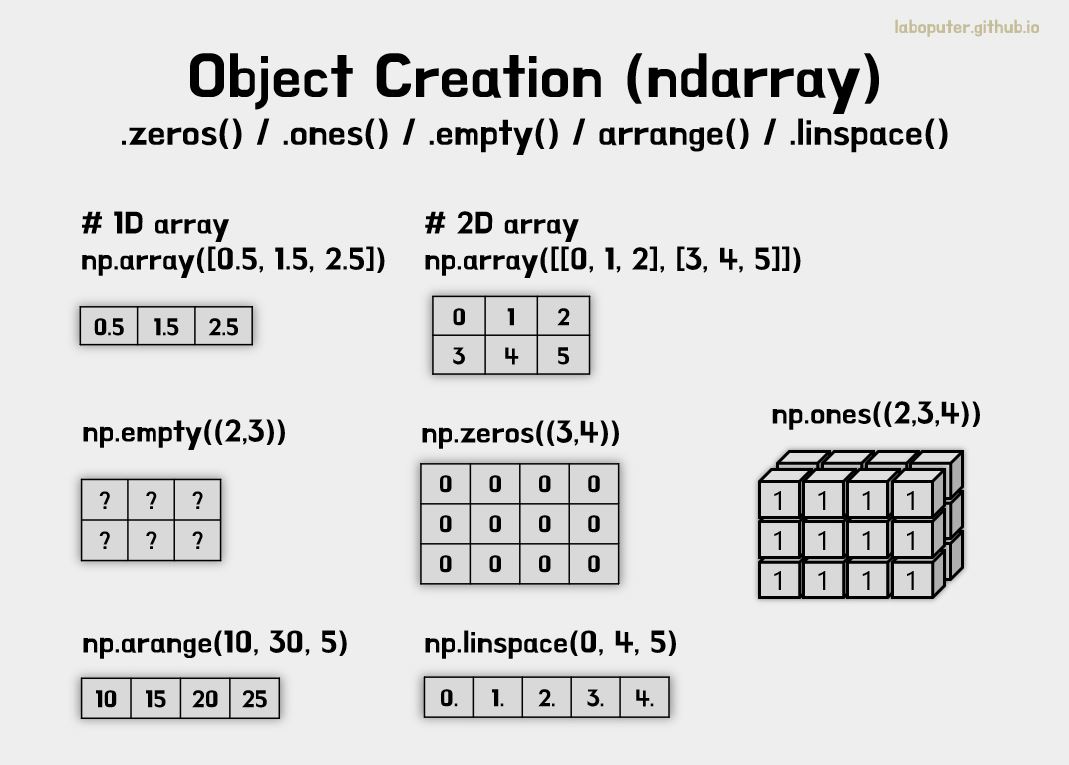 laboputer.github.io
Object Creation (ndarray)
.zeros() / .ones() / .empty() / arrange() / .linspace()
# 1D array
np.array([0.5, 1.5, 2.5])
0.5 1.5 2.5
# 2D array
np.array([[0, 1, 2], [3, 4, 5]])
0 1 2
3 4 5
np.empty((2,3))
? ? ?
? ? ?
np.zeros((3,4))
0 0 0 0
0 0 0 0
0 0 0 0
np.ones((2,3,4))
1 1 1 1
1 1 1 1
1 1 1 1
np.arange(10, 30, 5)
10 15 20 25
np.linspace(0, 4, 5)
0. 1. 2. 3. 4.